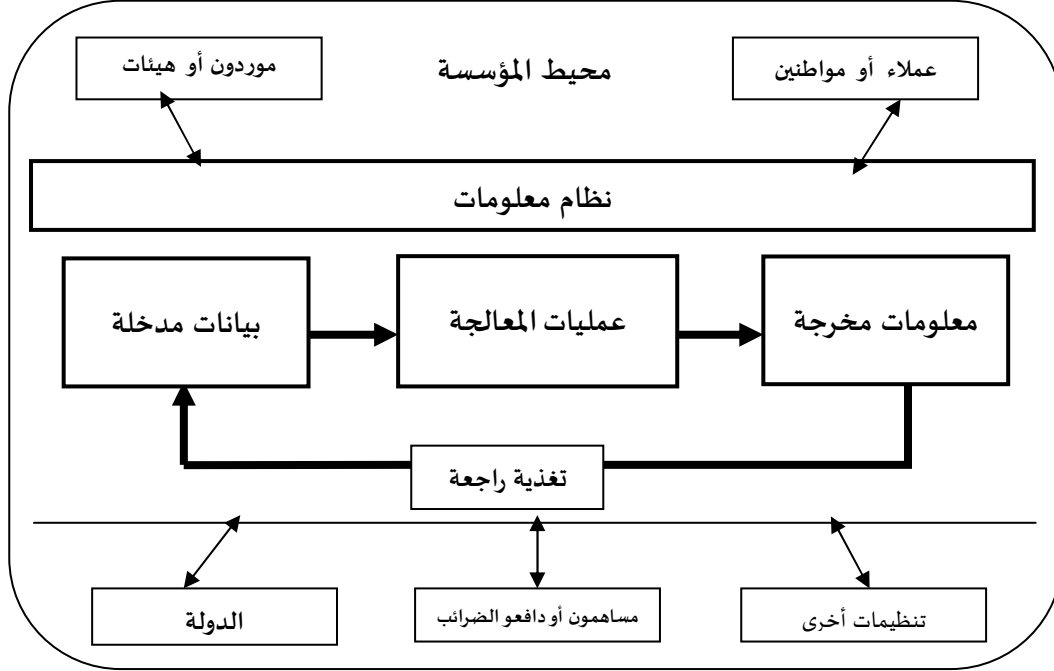 عملاء أو مواطنين
محيط المؤسسة
موردون أو هيئات
نظام معلومات
بيانات مدخلة
عمليات المعالجة
معلومات مخرجة
تغذية راجعة
تنظيمات أخرى
مساهمون أو دافعو الضرائب
الدولة